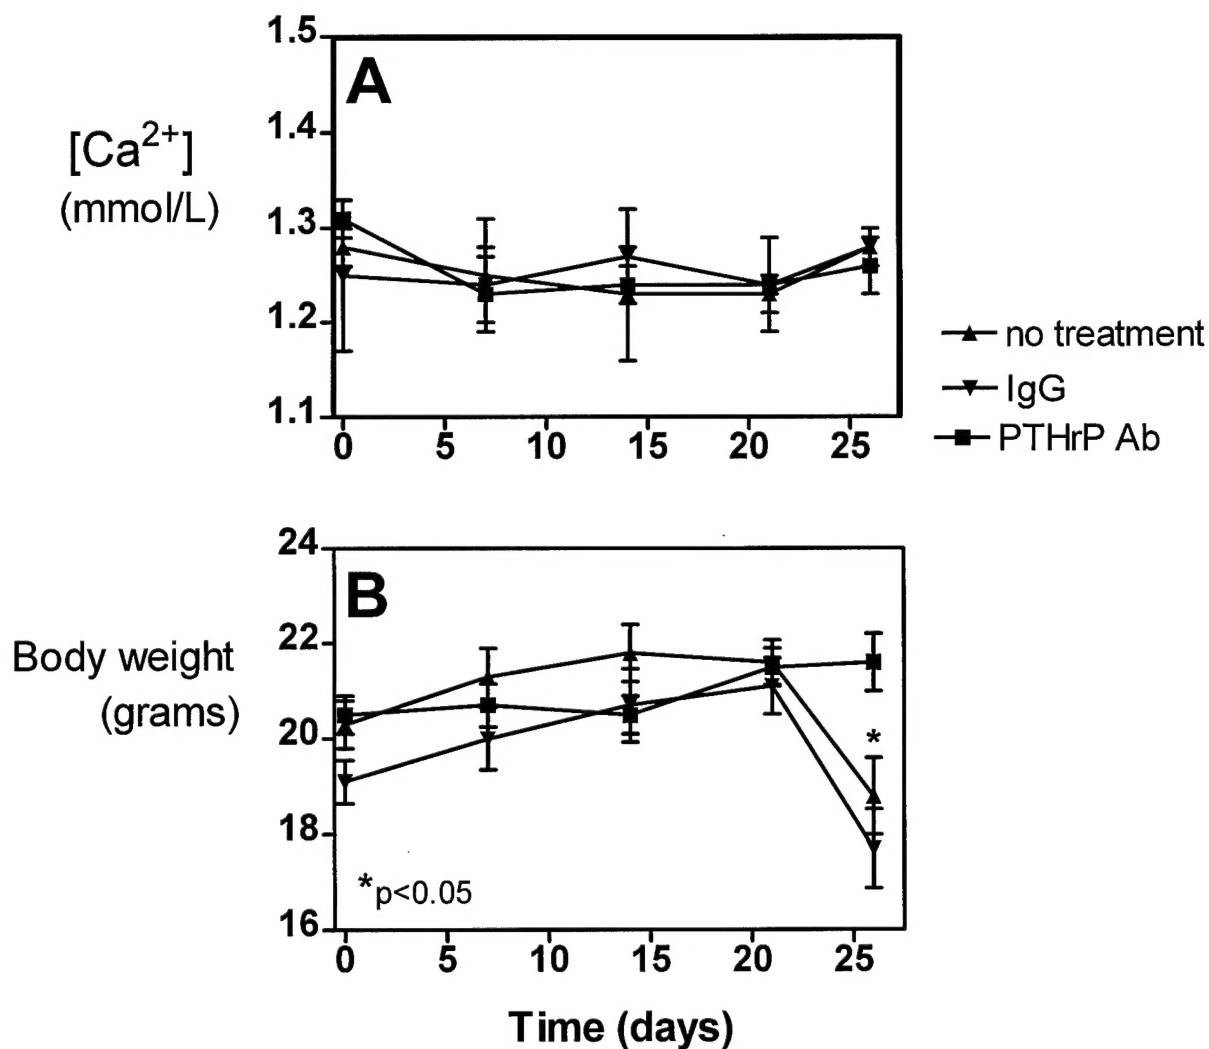 1.5
A
1.4
[Ca2+]
(mmol/L)
1.3
1.2
1.1
0 5 10 15 20 25
no treatment
IgG
PTHrP Ab
24
B
22
Body weight
(grams)
20
*
18
*p<0.05
16
0 5 10 15 20 25
Time (days)